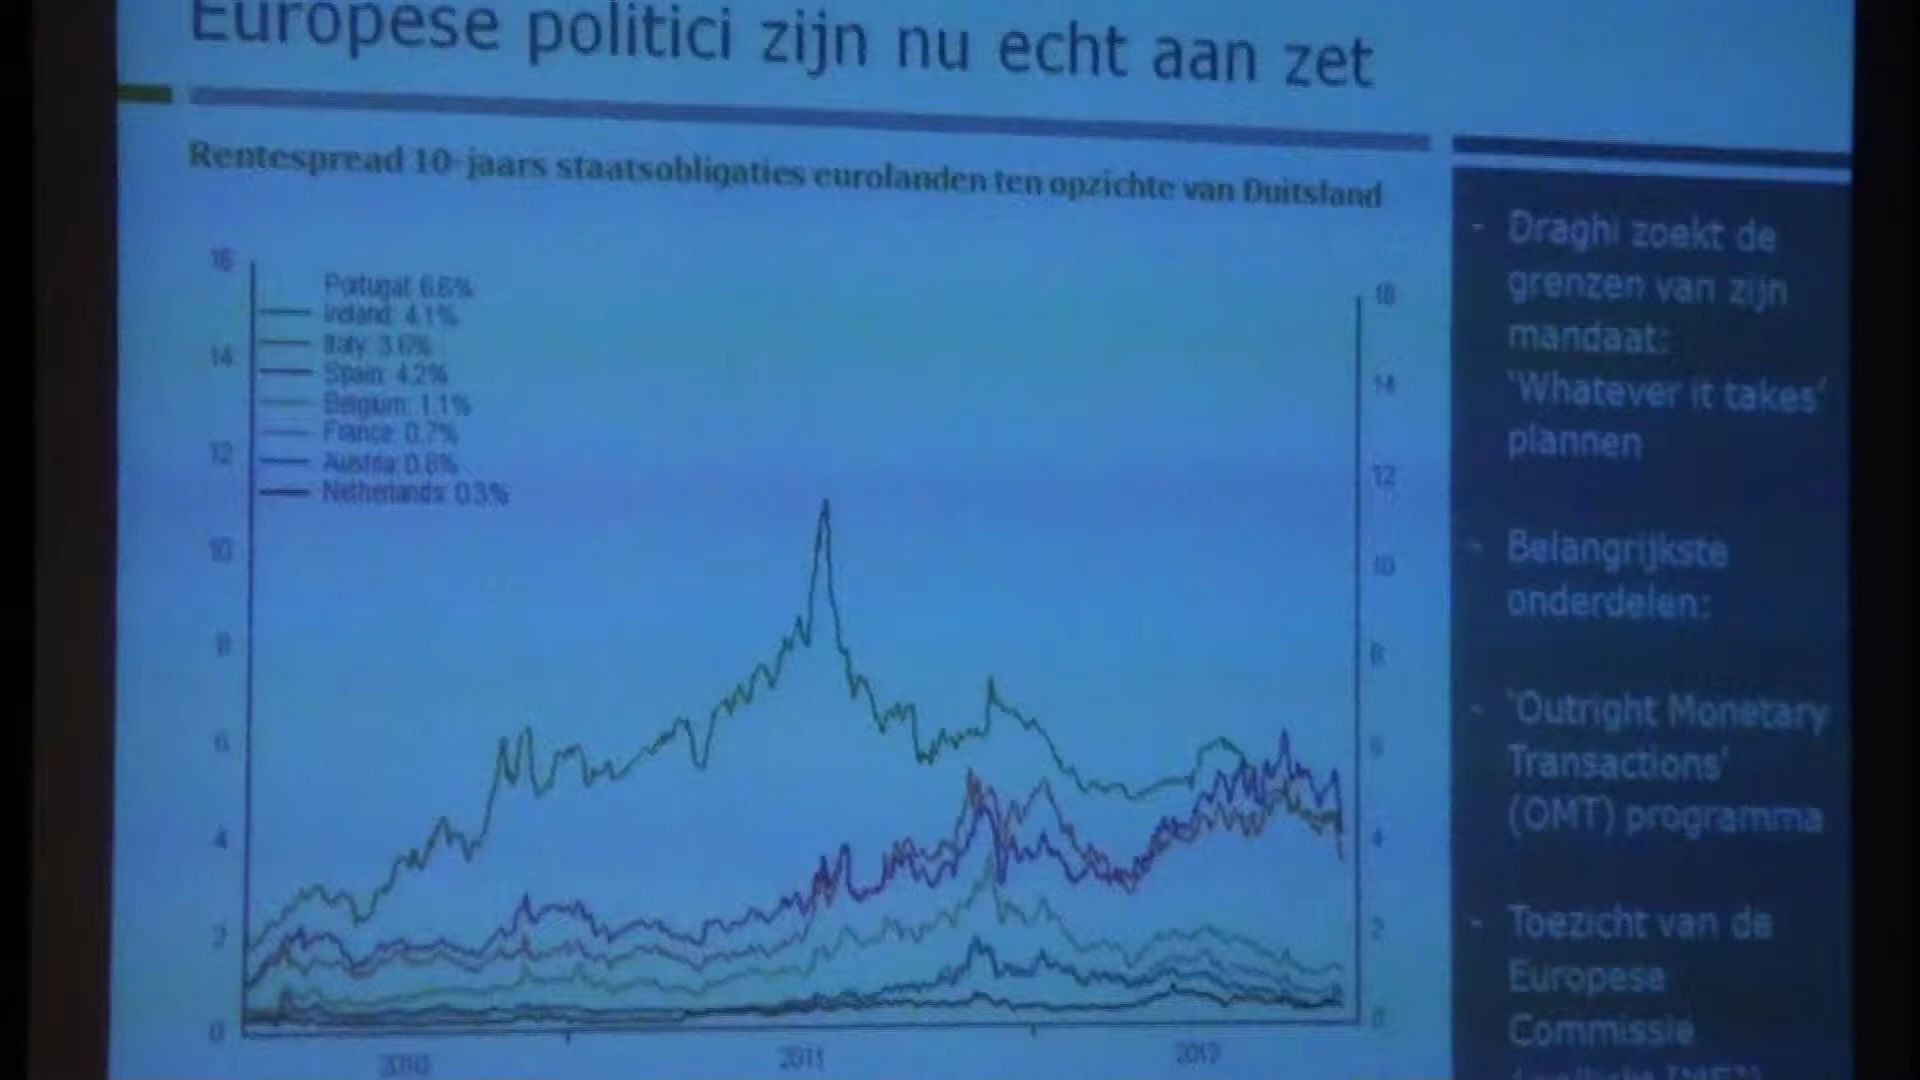 Europese politici zijn nu echt aan zet
Rentespread 10-jaars staatsobligaties eurolanden ten opzichte van Duitsland
16
14
12
10
8
6
4
2
0
Portugal: 6.6%
Ireland: 4.1%
Italy: 3.6%
Spain: 4.2%
Belgium: 1.1%
France: 0.7%
Austria: 0.6%
Netherlands: 0.3%
16
14
12
10
8
6
4
2
0
2010
2011
2012
- Draghi zoekt de
grenzen van zijn
mandaat:
'Whatever it takes'
plannen
- Belangrijkste
onderdelen:
- 'Outright Monetary
Transactions'
(OMT) programma
- Toezicht van de
Europese
Commissie